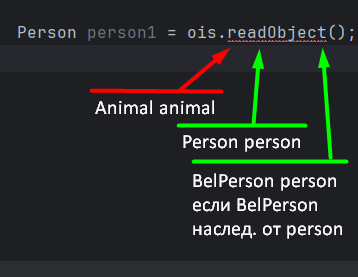 Person person1 = ois.readObject();
Animal animal
Person person
BelPerson person
если BelPerson
наслед. от person